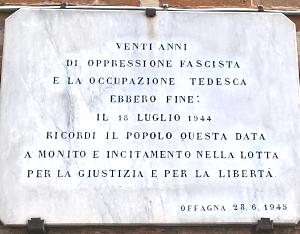 VENTI ANNI
DI OPPRESSIONE FASCISTA
E LA OCCUPAZIONE TEDESCA
EBBERO FINE:
IL 18 LUGLIO 1944
RICORDI IL POPOLO QUESTA DATA
A MONITO E INCITAMENTO NELLA LOTTA
PER LA GIUSTIZIA E PER LA LIBERTÀ.
OFFAGNA 28.6.1945